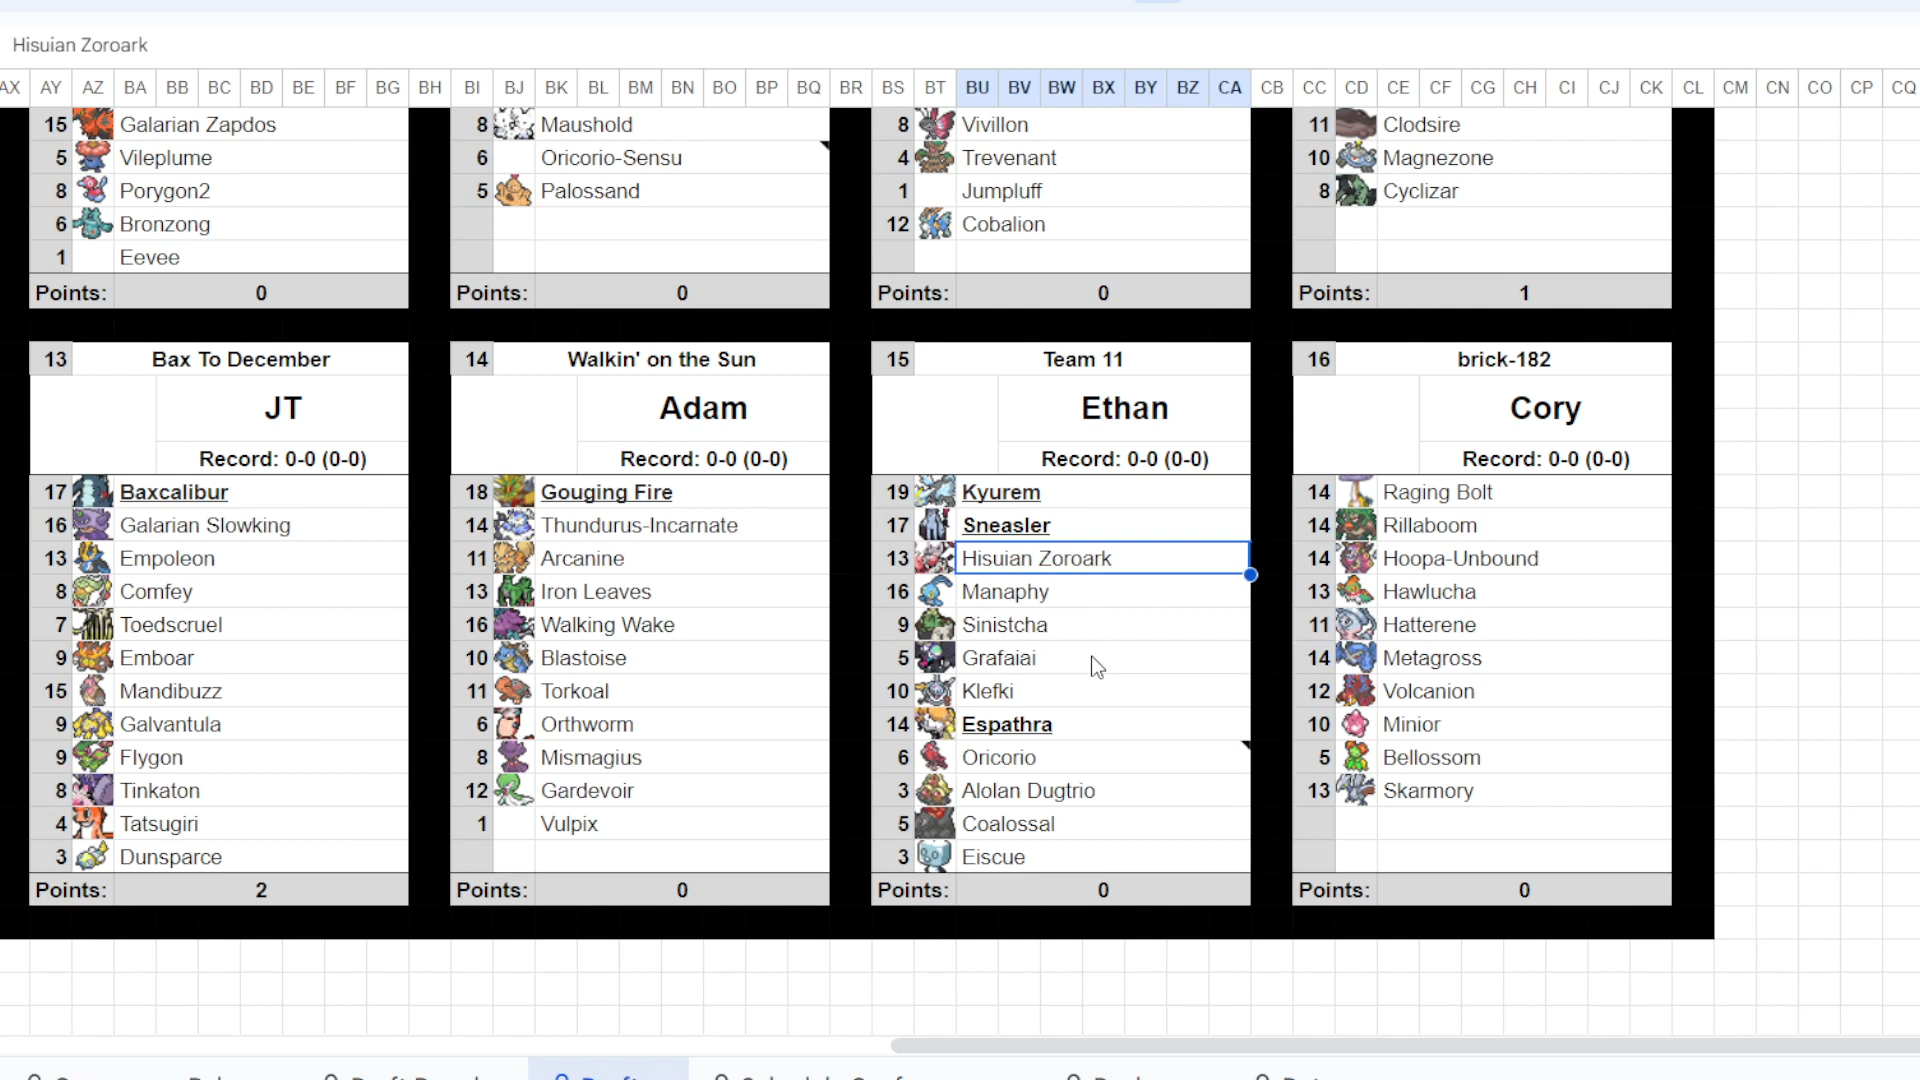 Hisuian Zoroark
AX AY AZ BA BB BC BD BE BF BG BH BI BJ BK BL BM BN BO BP BQ BR BS BT BU BV BW BX BY BZ CA CB CC CD CE CF CG CH CI CJ CK CL CM CN CO CP CQ
15 Galarian Zapdos
5 Vileplume
8 Porygon2
6 Bronzong
1 Eevee
Points: 0
8 Maushold
6 Oricorio-Sensu
5 Palossand
Points: 0
8 Vivillon
4 Trevenant
1 Jumpluff
12 Cobalion
Points: 0
11 Clodsire
10 Magnezone
8 Cyclizar
Points: 1
13 Bax To December
JT
Record: 0-0 (0-0)
17 Baxcalibur
16 Galarian Slowking
13 Empoleon
8 Comfey
7 Toedscruel
9 Emboar
15 Mandibuzz
9 Galvantula
9 Flygon
8 Tinkaton
4 Tatsugiri
3 Dunsparce
Points: 2
14 Walkin' on the Sun
Adam
Record: 0-0 (0-0)
18 Gouging Fire
14 Thundurus-Incarnate
11 Arcanine
13 Iron Leaves
16 Walking Wake
10 Blastoise
11 Torkoal
6 Orthworm
8 Mismagius
12 Gardevoir
1 Vulpix
Points: 0
15 Team 11
Ethan
Record: 0-0 (0-0)
19 Kyurem
17 Sneasler
13 Hisuian Zoroark
16 Manaphy
9 Sinistcha
5 Grafaiai
10 Klefki
14 Espathra
6 Oricorio
3 Alolan Dugtrio
5 Coalossal
3 Eiscue
Points: 0
16 brick-182
Cory
Record: 0-0 (0-0)
14 Raging Bolt
14 Rillaboom
14 Hoopa-Unbound
13 Hawlucha
11 Hatterene
14 Metagross
12 Volcanion
10 Minior
5 Bellossom
13 Skarmory
Points: 0